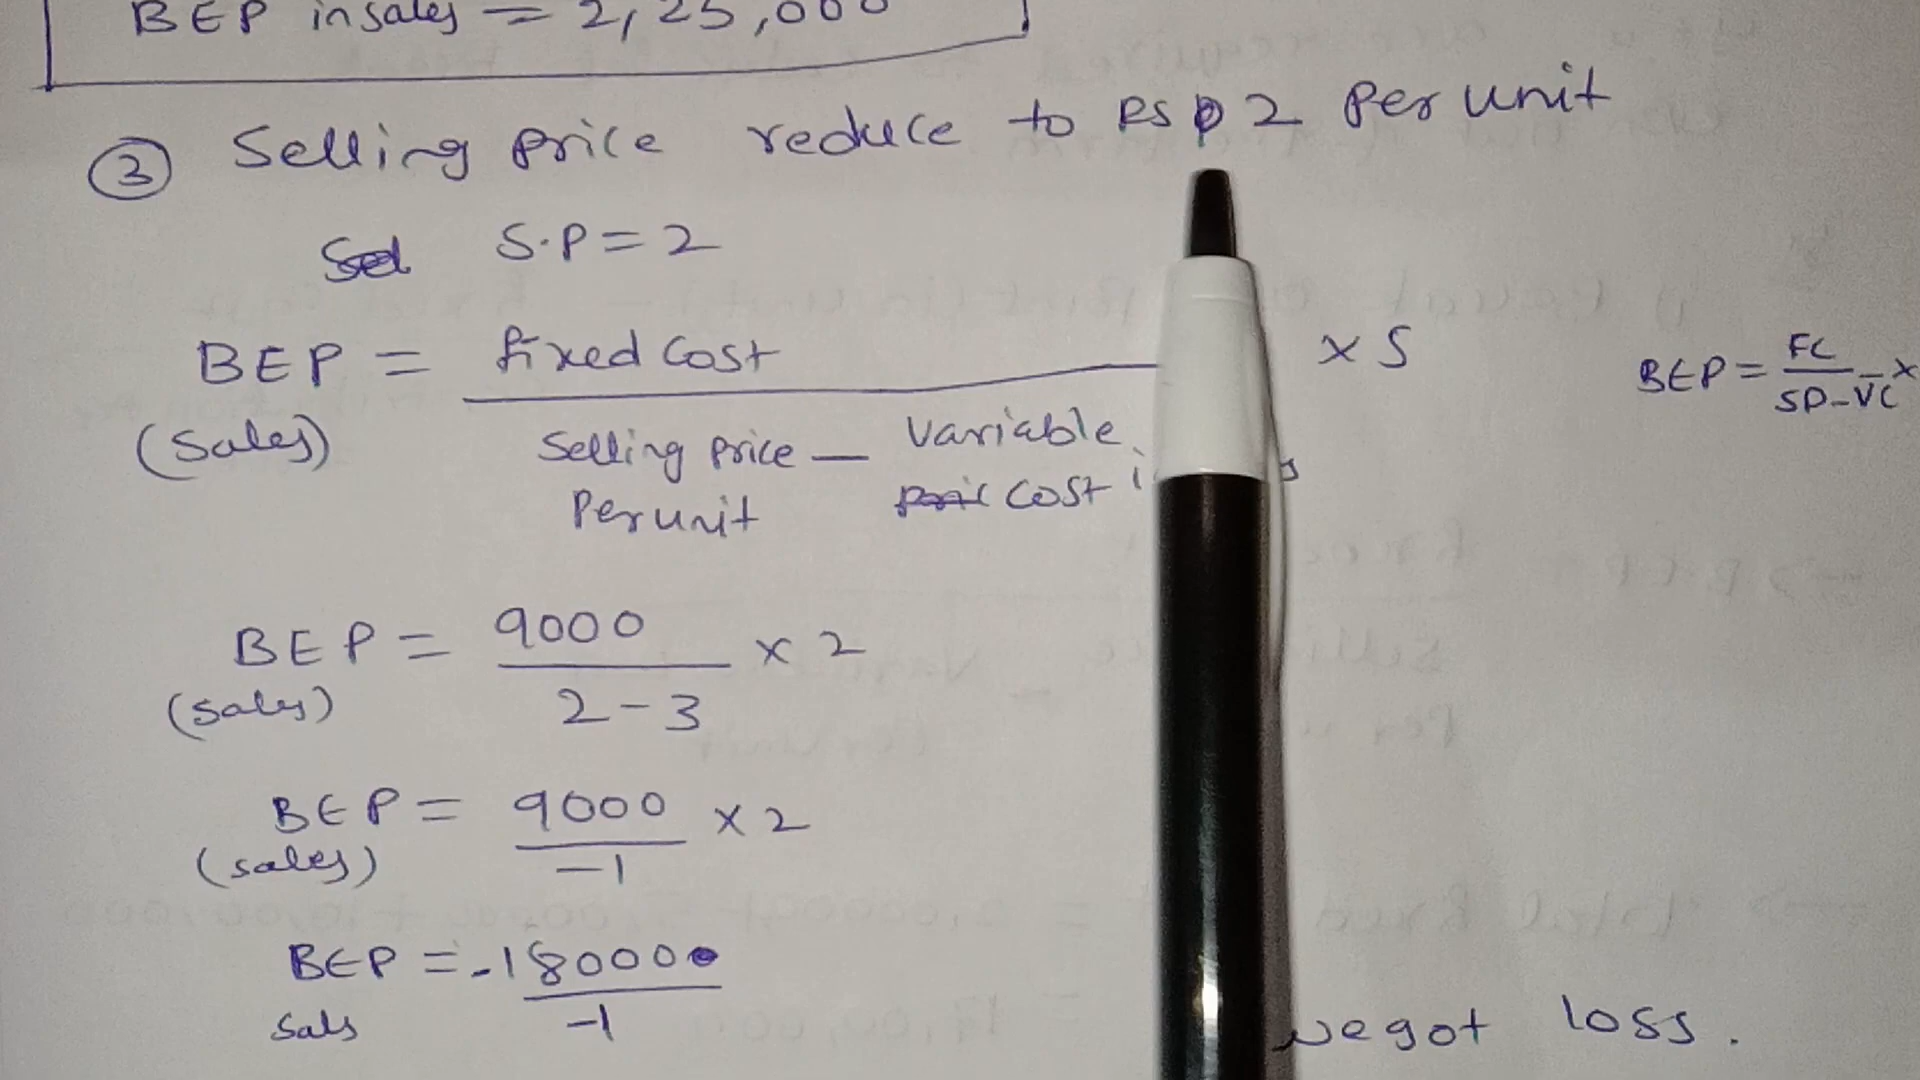 BEP in sales = 2,25,000
3 Selling price reduce to RS 2 Per unit
S.P = 2
BEP = fixed Cost × S
(Sales) Selling price Per unit — Variable cost
BEP = FC / SP - VC ×
BEP = 9000 × 2
(Sales) 2 - 3
BEP = 9000 × 2
(sales) -1
BEP = -18000
Sals -1
we got loss.